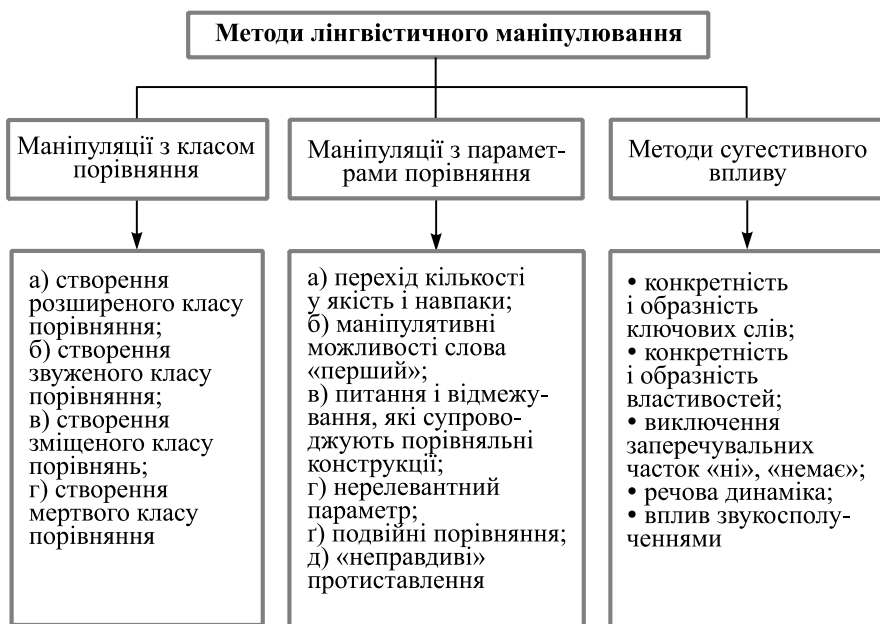 Методи лінгвістичного маніпулювання
Маніпуляції з класом
порівняння
Маніпуляції з парамет-
рами порівняння
Методи сугестивного
впливу
а) створення
розширеного класу
порівняння;
б) створення
звуженого класу
порівняння;
в) створення
зміщеного класу
порівнянь;
г) створення
мертвого класу
порівняння
а) перехід кількості
у якість і навпаки;
б) маніпулятивні
можливості слова
«перший»;
в) питання і відмежу-
вання, які супрово-
джують порівняльні
конструкції;
г) нерелевантний
параметр;
ґ) подвійні порівняння;
д) «неправдиві»
протиставлення
• конкретність
і образність
ключових слів;
• конкретність
і образність
властивостей;
• виключення
заперечувальних
часток «ні», «немає»;
• речова динаміка;
• вплив звукосполу-
ченнями